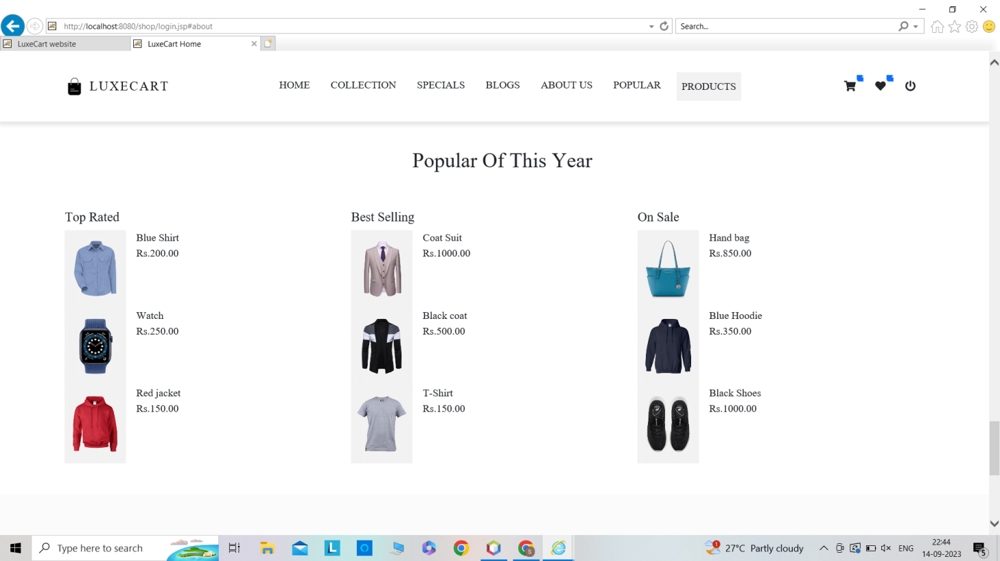 http://localhost:8080/shop/login.jsp#about
Search...
LuxeCart website
LuxeCart Home
LUXECART
HOME
COLLECTION
SPECIALS
BLOGS
ABOUT US
POPULAR
PRODUCTS
Popular Of This Year
Top Rated
Blue Shirt
Rs.200.00
Watch
Rs.250.00
Red jacket
Rs.150.00
Best Selling
Coat Suit
Rs.1000.00
Black coat
Rs.500.00
T-Shirt
Rs.150.00
On Sale
Hand bag
Rs.850.00
Blue Hoodie
Rs.350.00
Black Shoes
Rs.1000.00
Type here to search
L
S
1
27°C Partly cloudy
ENG
22:44
14-09-2023
5